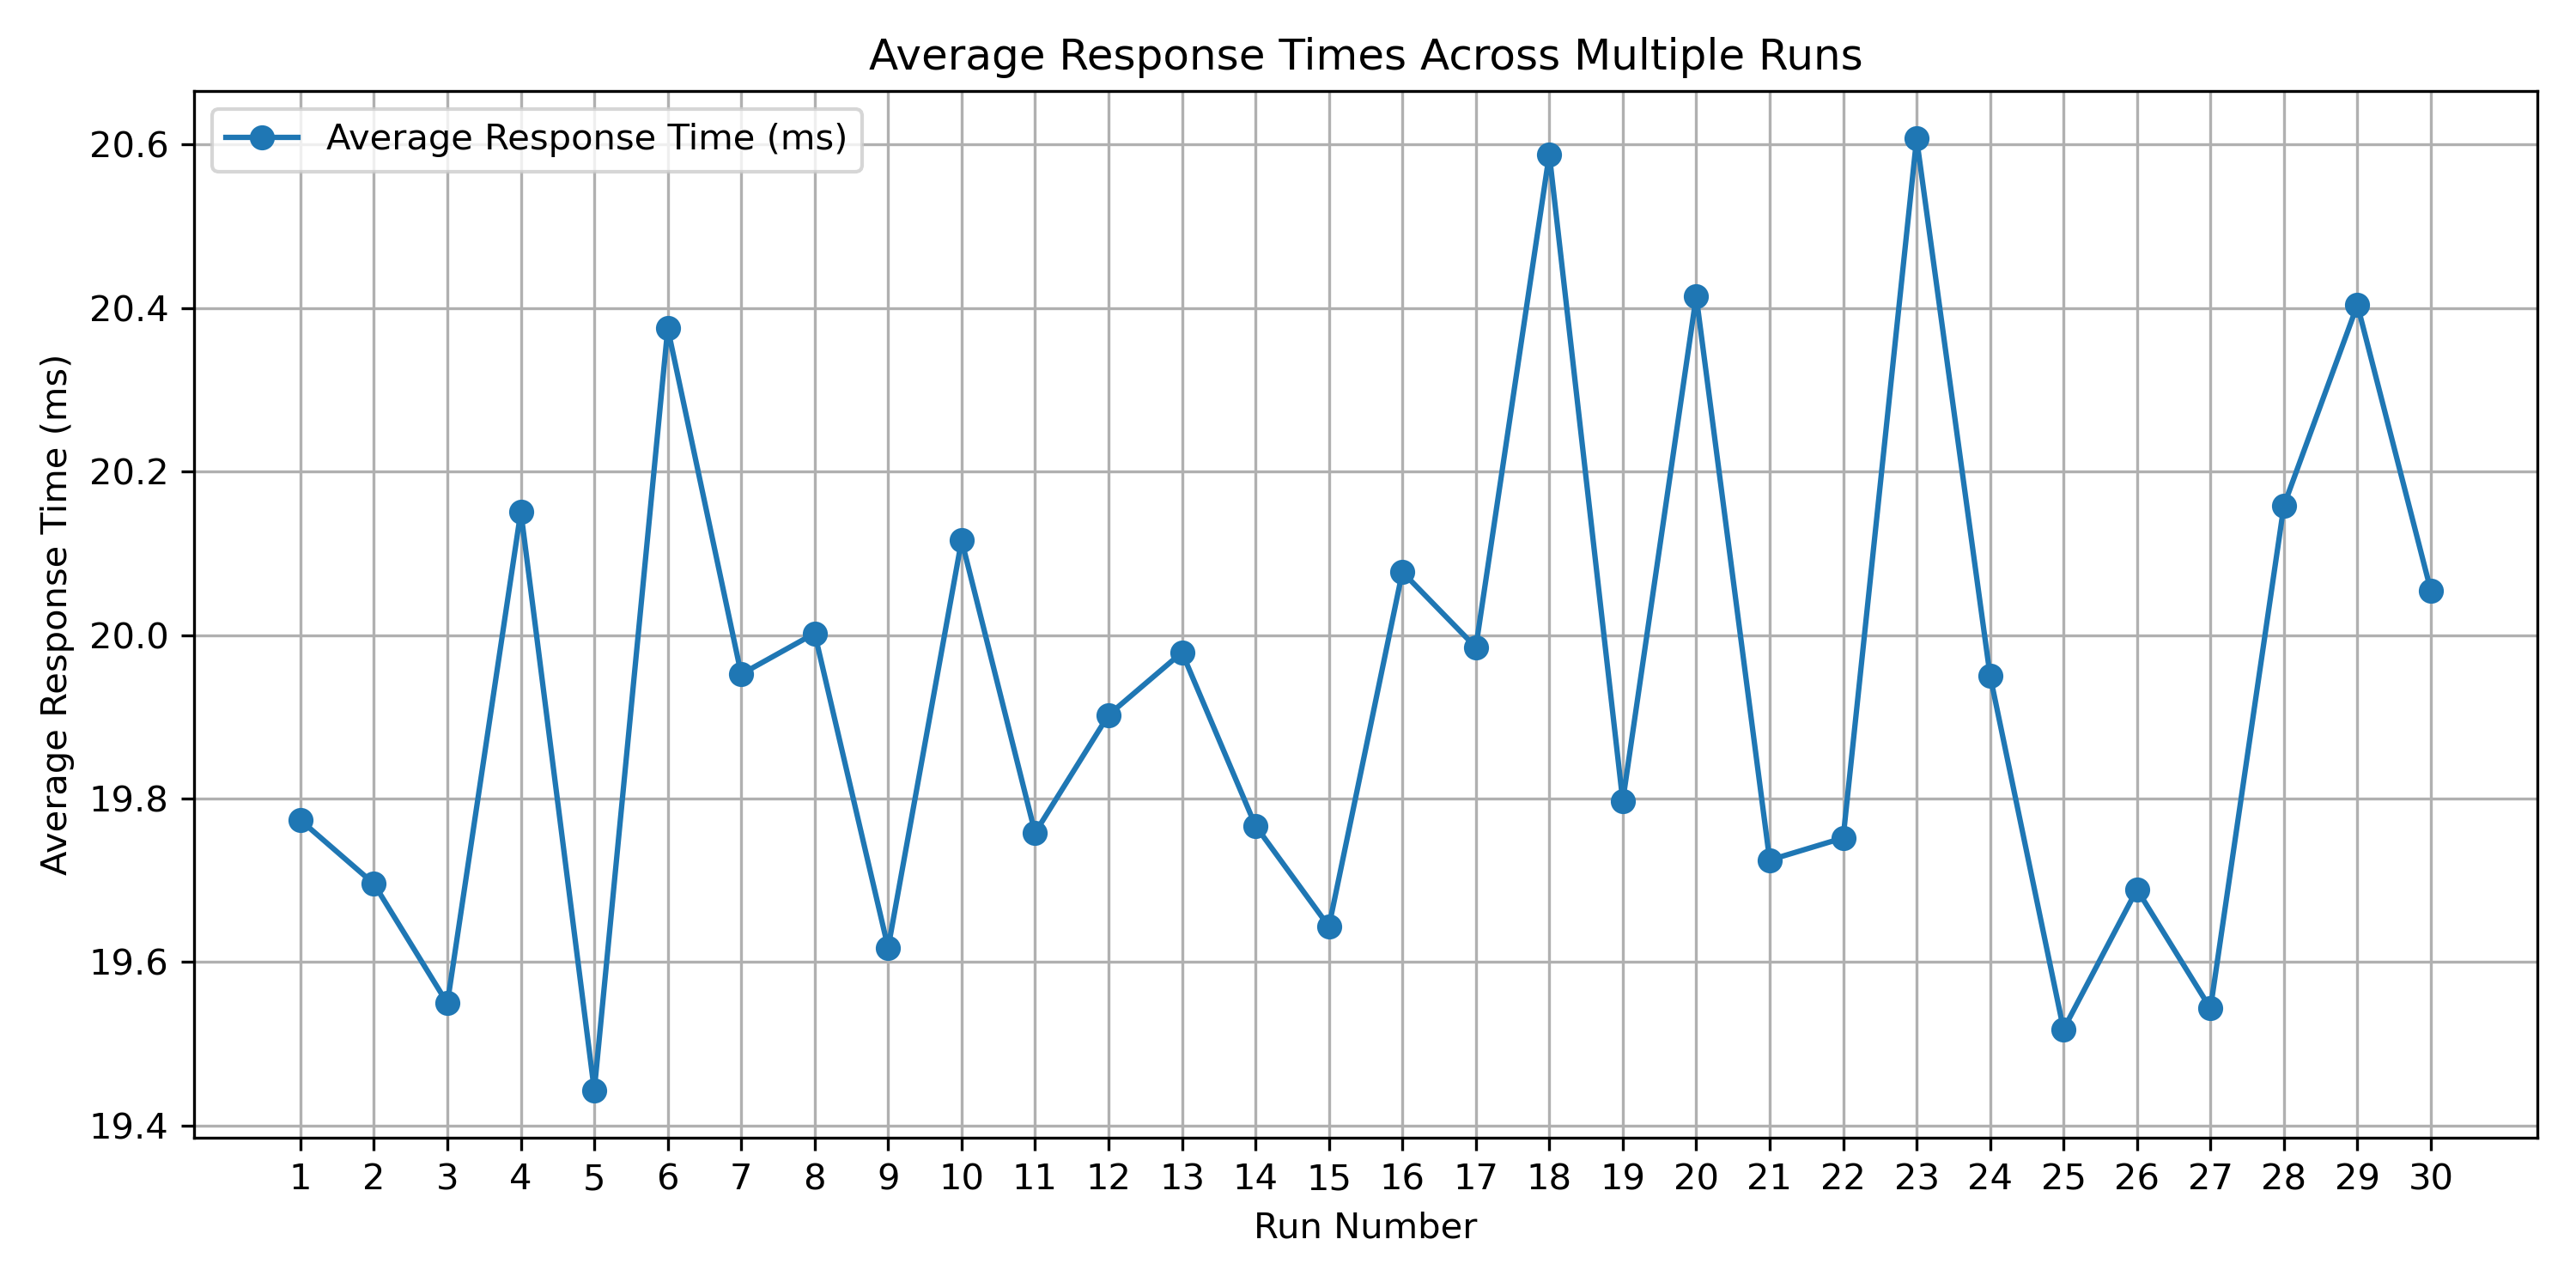 Average Response Times Across Multiple Runs
Average Response Time (ms)
20.6
20.4
20.2
20.0
19.8
19.6
19.4
Average Response Time (ms)
1 2 3 4 5 6 7 8 9 10 11 12 13 14 15 16 17 18 19 20 21 22 23 24 25 26 27 28 29 30
Run Number